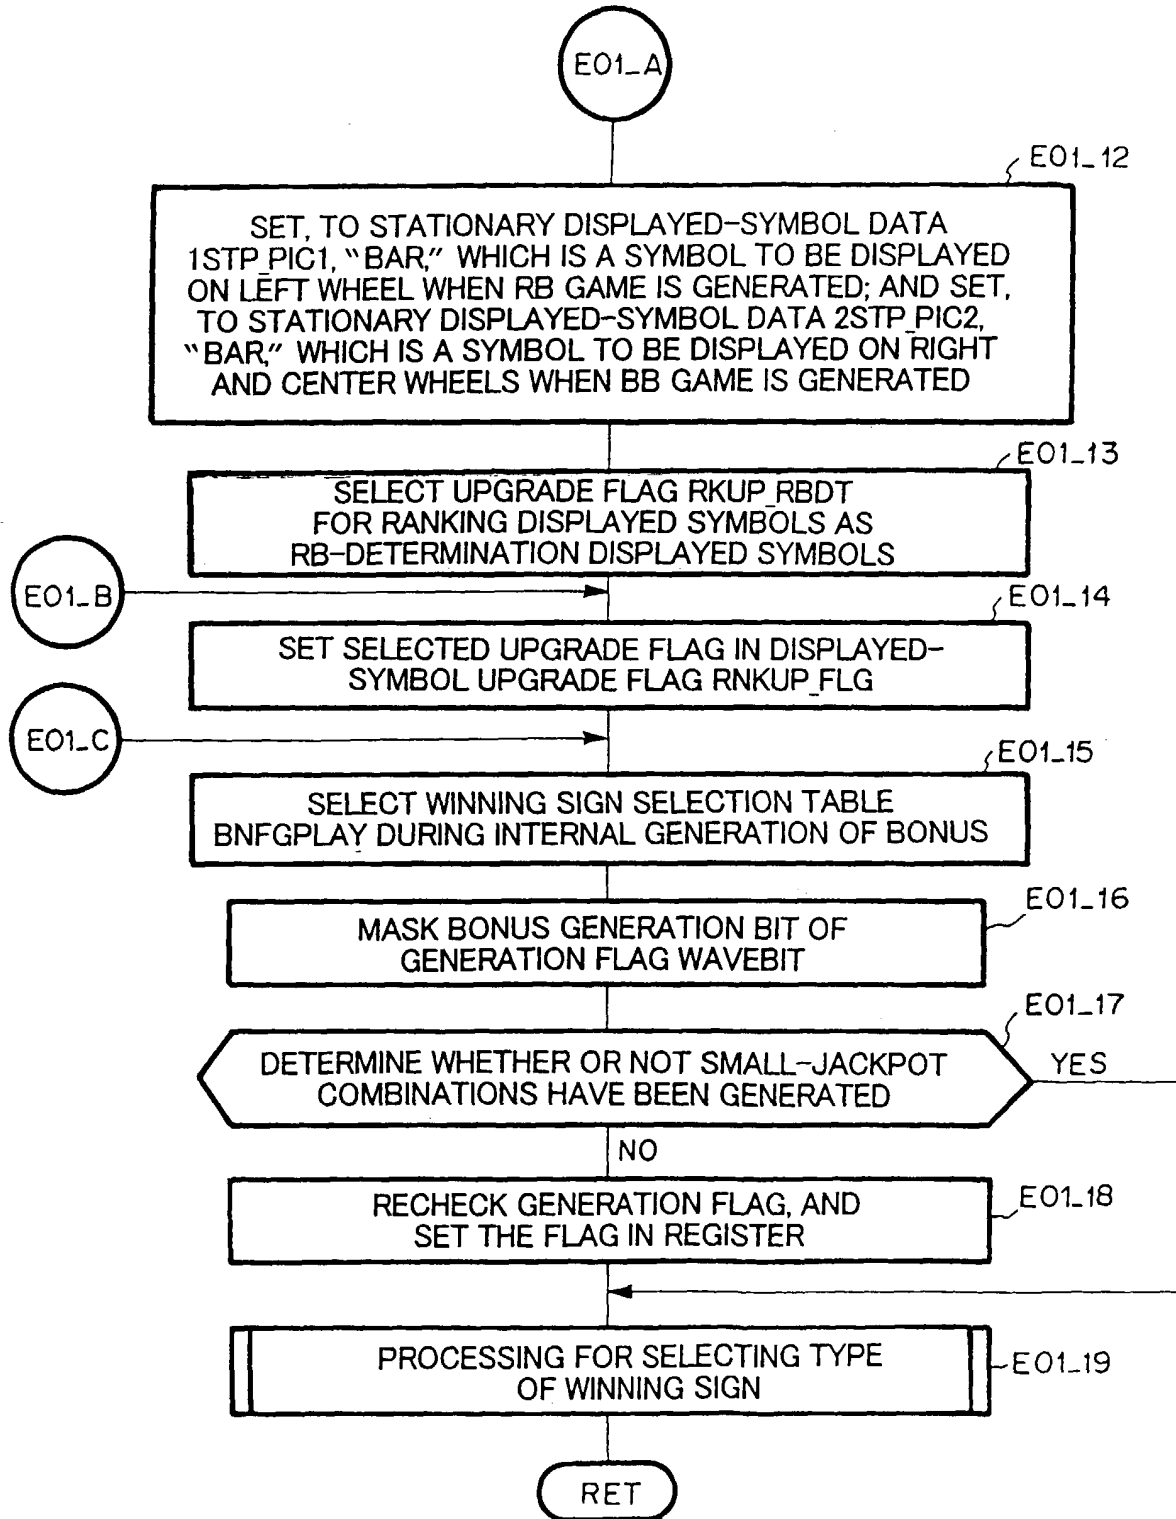 E01_A
E01_12
SET, TO STATIONARY DISPLAYED-SYMBOL DATA
1STP_PIC1, "BAR," WHICH IS A SYMBOL TO BE DISPLAYED
ON LEFT WHEEL WHEN RB GAME IS GENERATED; AND SET,
TO STATIONARY DISPLAYED-SYMBOL DATA 2STP_PIC2,
"BAR," WHICH IS A SYMBOL TO BE DISPLAYED ON RIGHT
AND CENTER WHEELS WHEN BB GAME IS GENERATED
E01_13
SELECT UPGRADE FLAG RKUP_RBDT
FOR RANKING DISPLAYED SYMBOLS AS
RB-DETERMINATION DISPLAYED SYMBOLS
E01_B
E01_14
SET SELECTED UPGRADE FLAG IN DISPLAYED-
SYMBOL UPGRADE FLAG RNKUP_FLG
E01_C
E01_15
SELECT WINNING SIGN SELECTION TABLE
BNFGPLAY DURING INTERNAL GENERATION OF BONUS
E01_16
MASK BONUS GENERATION BIT OF
GENERATION FLAG WAVEBIT
E01_17
DETERMINE WHETHER OR NOT SMALL-JACKPOT
COMBINATIONS HAVE BEEN GENERATED
YES
NO
E01_18
RECHECK GENERATION FLAG, AND
SET THE FLAG IN REGISTER
PROCESSING FOR SELECTING TYPE
OF WINNING SIGN
E01_19
RET